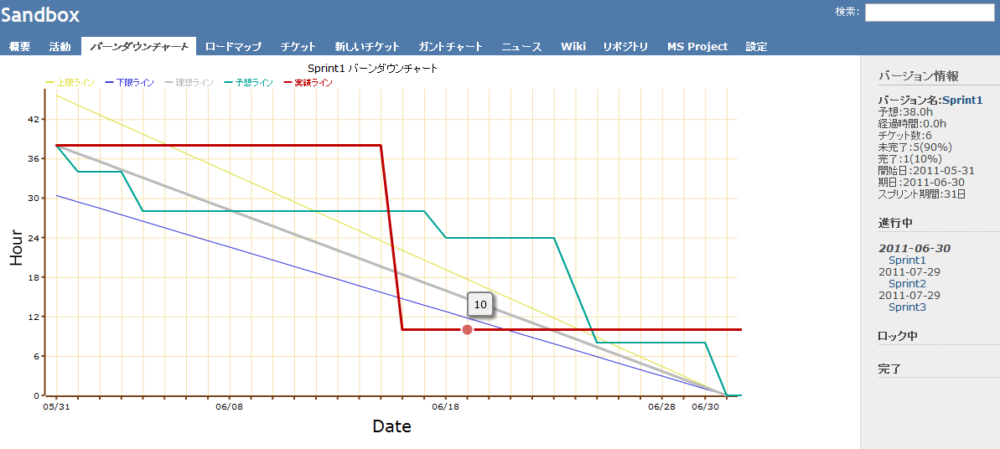 Sandbox
検索:
概要 活動 バーンダウンチャート ロードマップ チケット 新しいチケット ガントチャート ニュース Wiki リポジトリ MS Project 設定
Sprint1 バーンダウンチャート
上限ライン 下限ライン 理想ライン 予想ライン 実績ライン
42
36
30
24
18
12
6
0
Hour
10
05/31 06/08 06/18 06/28 06/30
Date
バージョン情報
バージョン名:Sprint1
予想:38.0h
経過時間:0.0h
チケット数:6
未完了:5(90%)
完了:1(10%)
開始日:2011-05-31
期日:2011-06-30
スプリント期間:31日
進行中
2011-06-30
Sprint1
2011-07-29
Sprint2
2011-07-29
Sprint3
ロック中
完了